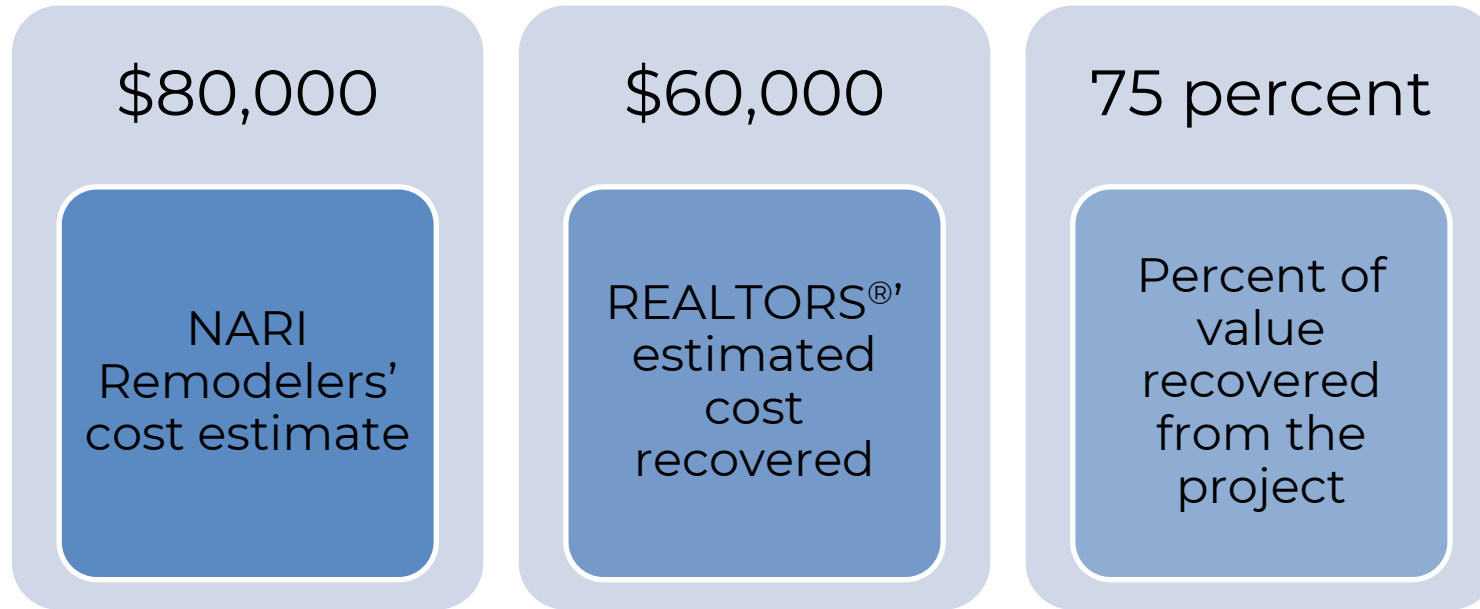 $80,000
NARI
Remodelers’
cost estimate
$60,000
REALTORS®’
estimated
cost
recovered
75 percent
Percent of
value
recovered
from the
project